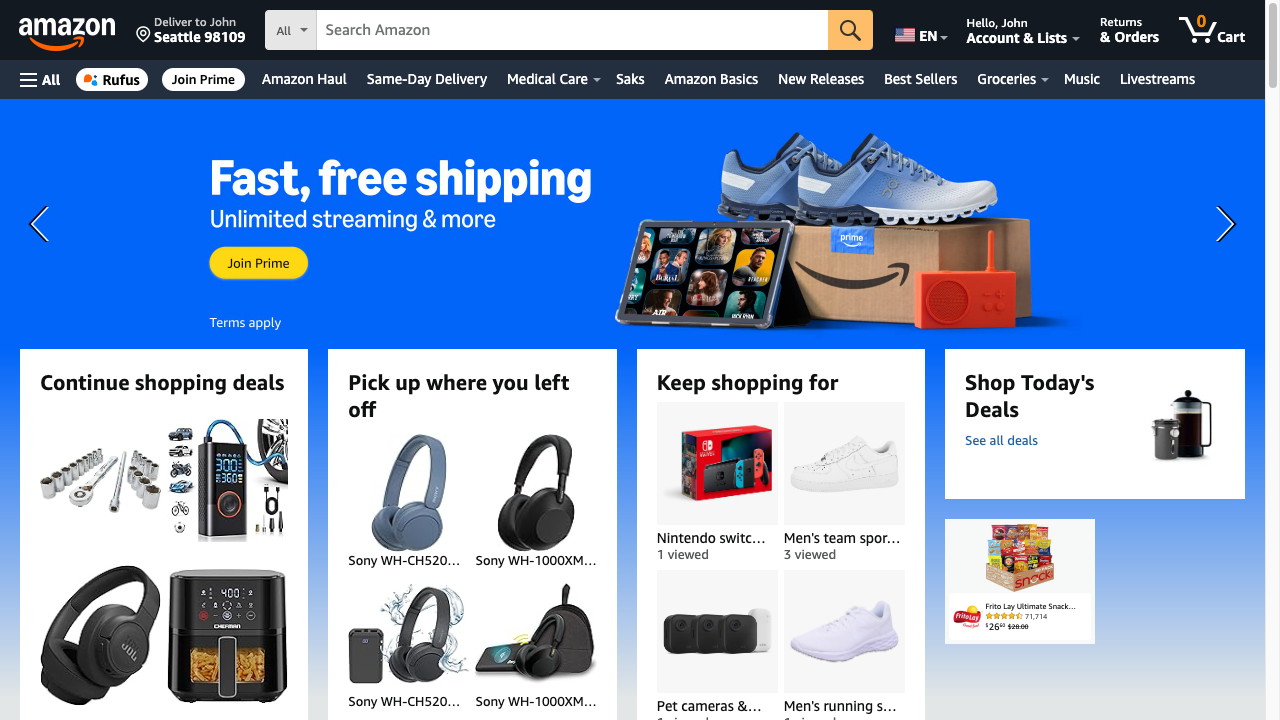 amazon
Deliver to John
Seattle 98109
All
Search Amazon
EN
Hello, John
Account & Lists
Returns
& Orders
0
Cart
All
Rufus
Join Prime
Amazon Haul
Same-Day Delivery
Medical Care
Saks
Amazon Basics
New Releases
Best Sellers
Groceries
Music
Livestreams
Fast, free shipping
Unlimited streaming & more
Join Prime
Terms apply
prime
Continue shopping deals
Pick up where you left
off
Sony WH-CH520…
Sony WH-1000XM…
Sony WH-CH520…
Sony WH-1000XM…
Keep shopping for
Nintendo switc…
1 viewed
Men's team spor…
3 viewed
Pet cameras &…
Men's running s…
Shop Today's
Deals
See all deals
Frito Lay Ultimate Snack…
71,714
$28.00
JBL
CHEFMAN
400